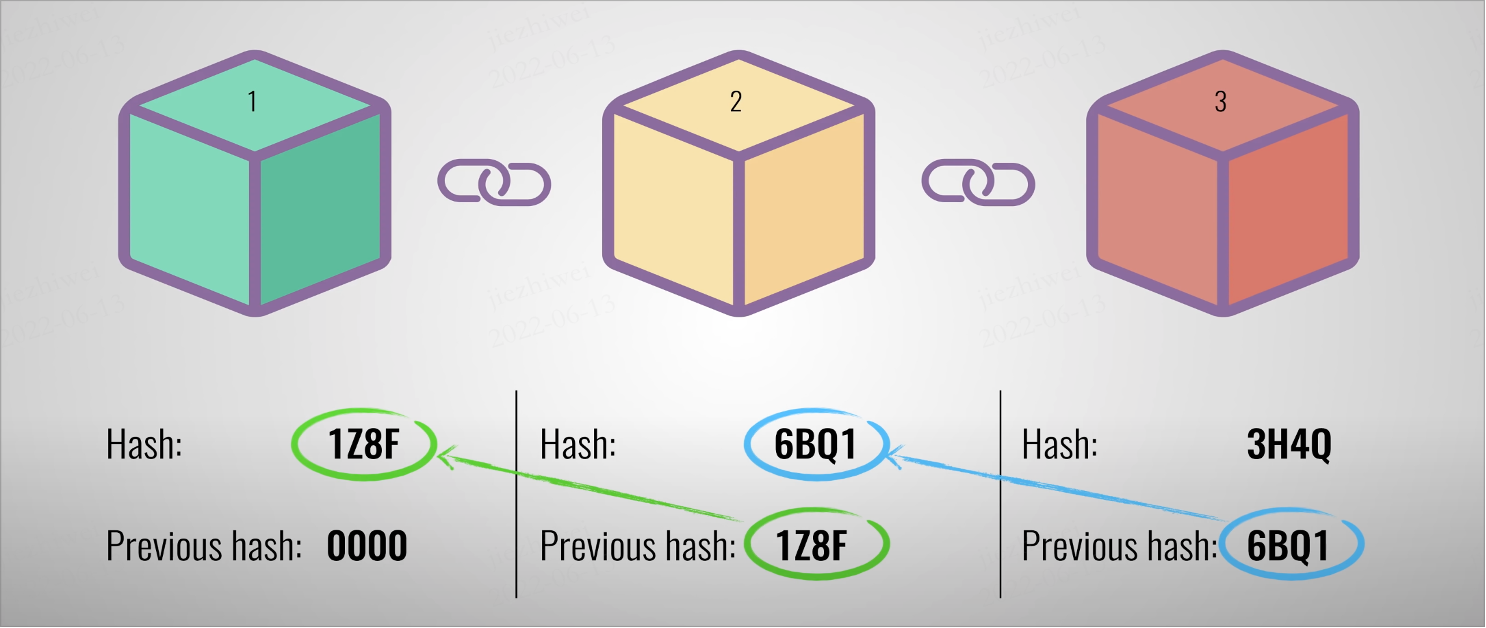 jiezhiwei
2022-06-13
1
2
3
Hash: 1Z8F
Previous hash: 0000
Hash: 6BQ1
Previous hash: 1Z8F
Hash: 3H4Q
Previous hash: 6BQ1